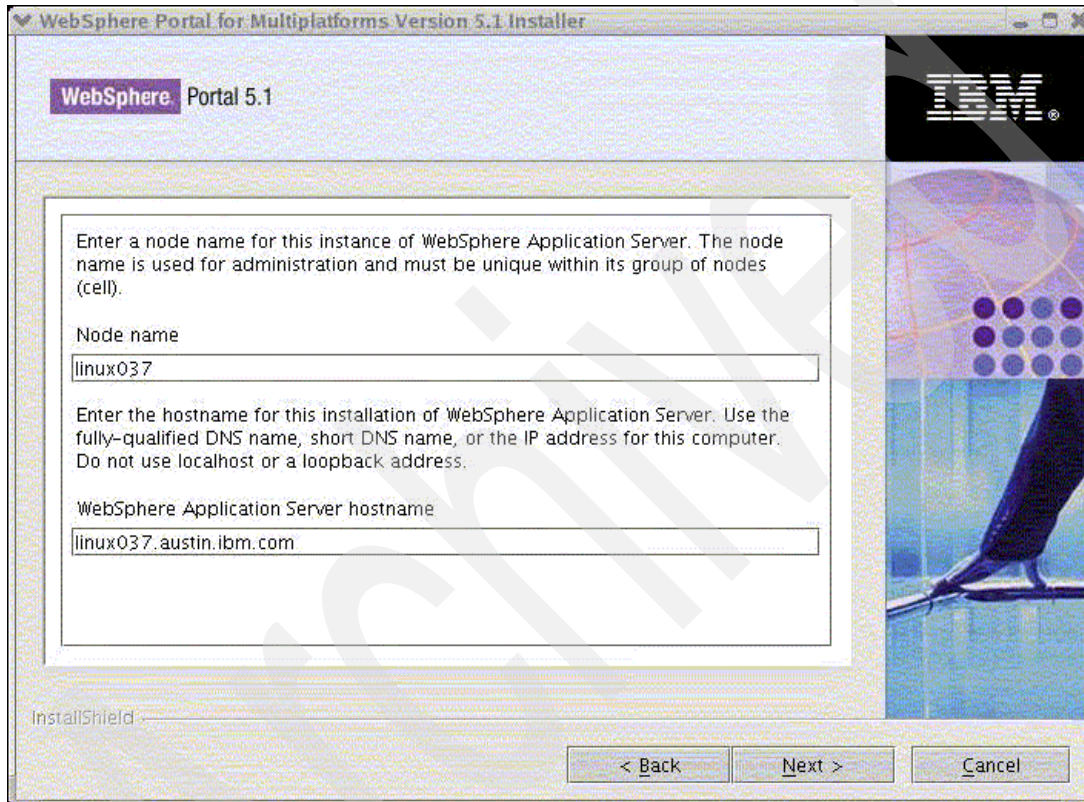 WebSphere Portal for Multiplatforms Version 5.1 Installer
WebSphere Portal 5.1
IBM®
Enter a node name for this instance of WebSphere Application Server. The node
name is used for administration and must be unique within its group of nodes
(cell).
Node name
linux037
Enter the hostname for this installation of WebSphere Application Server. Use the
fully-qualified DNS name, short DNS name, or the IP address for this computer.
Do not use localhost or a loopback address.
WebSphere Application Server hostname
linux037.austin.ibm.com
InstallShield
< Back
Next >
Cancel